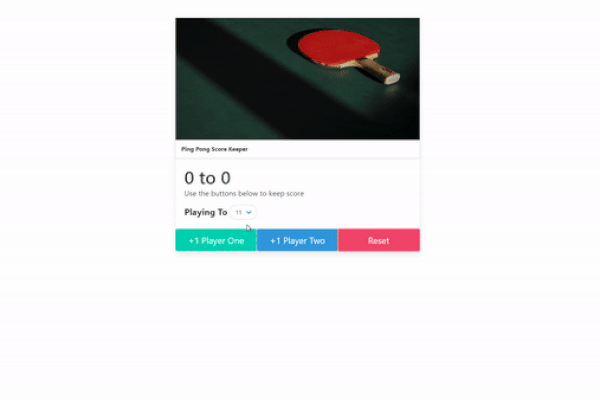 Ping Pong Score Keeper
0 to 0
Use the buttons below to keep score
Playing To 11
+1 Player One +1 Player Two Reset